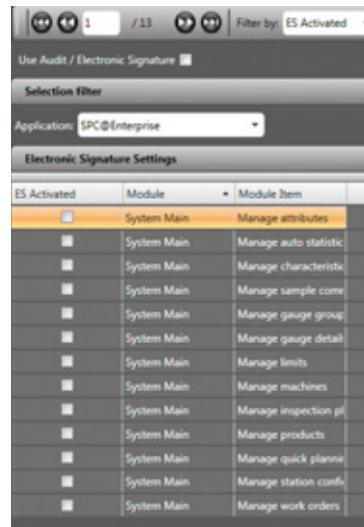 1 / 13 Filter by: ES Activated
Use Audit / Electronic Signature
Selection filter
Application: SPC@Enterprise
Electronic Signature Settings
ES Activated Module Module Item
System Main Manage attributes
System Main Manage auto statistic
System Main Manage characteristic
System Main Manage sample com
System Main Manage gauge group
System Main Manage gauge detail
System Main Manage limits
System Main Manage machines
System Main Manage inspection pl
System Main Manage products
System Main Manage quick plannin
System Main Manage station confi
System Main Manage work orders